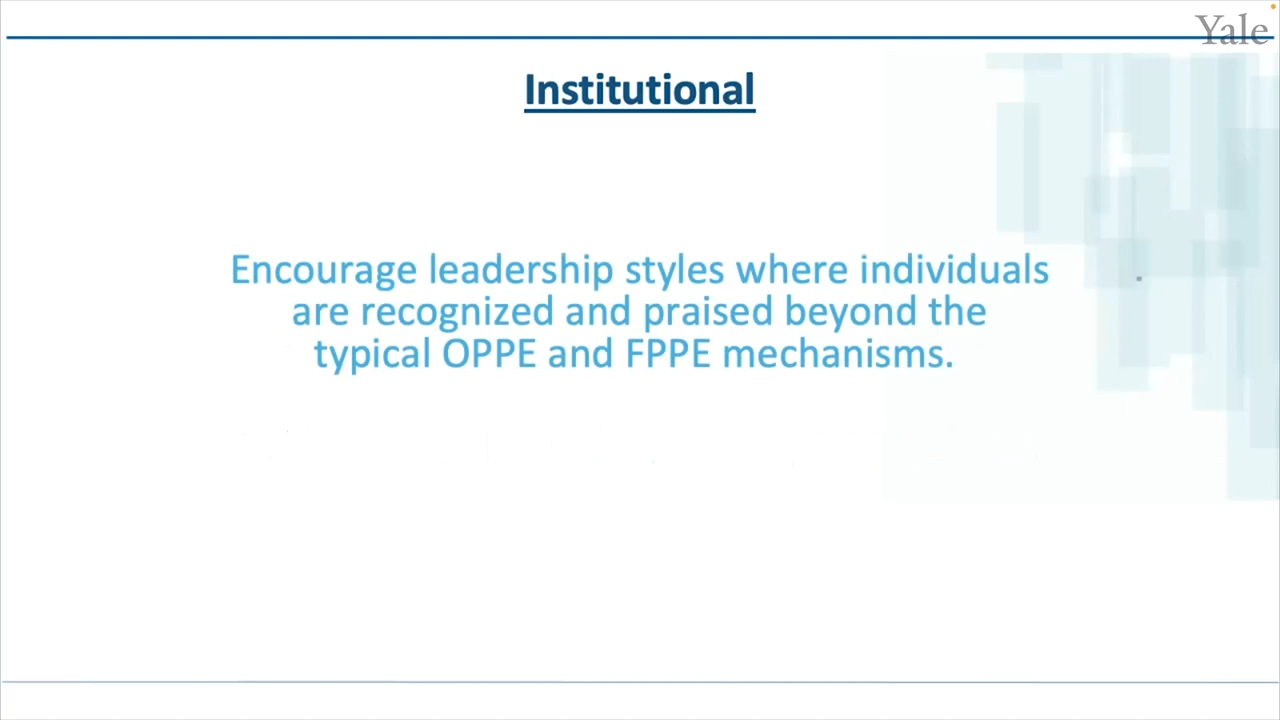 Yale
Institutional
Encourage leadership styles where individuals
are recognized and praised beyond the
typical OPPE and FPPE mechanisms.